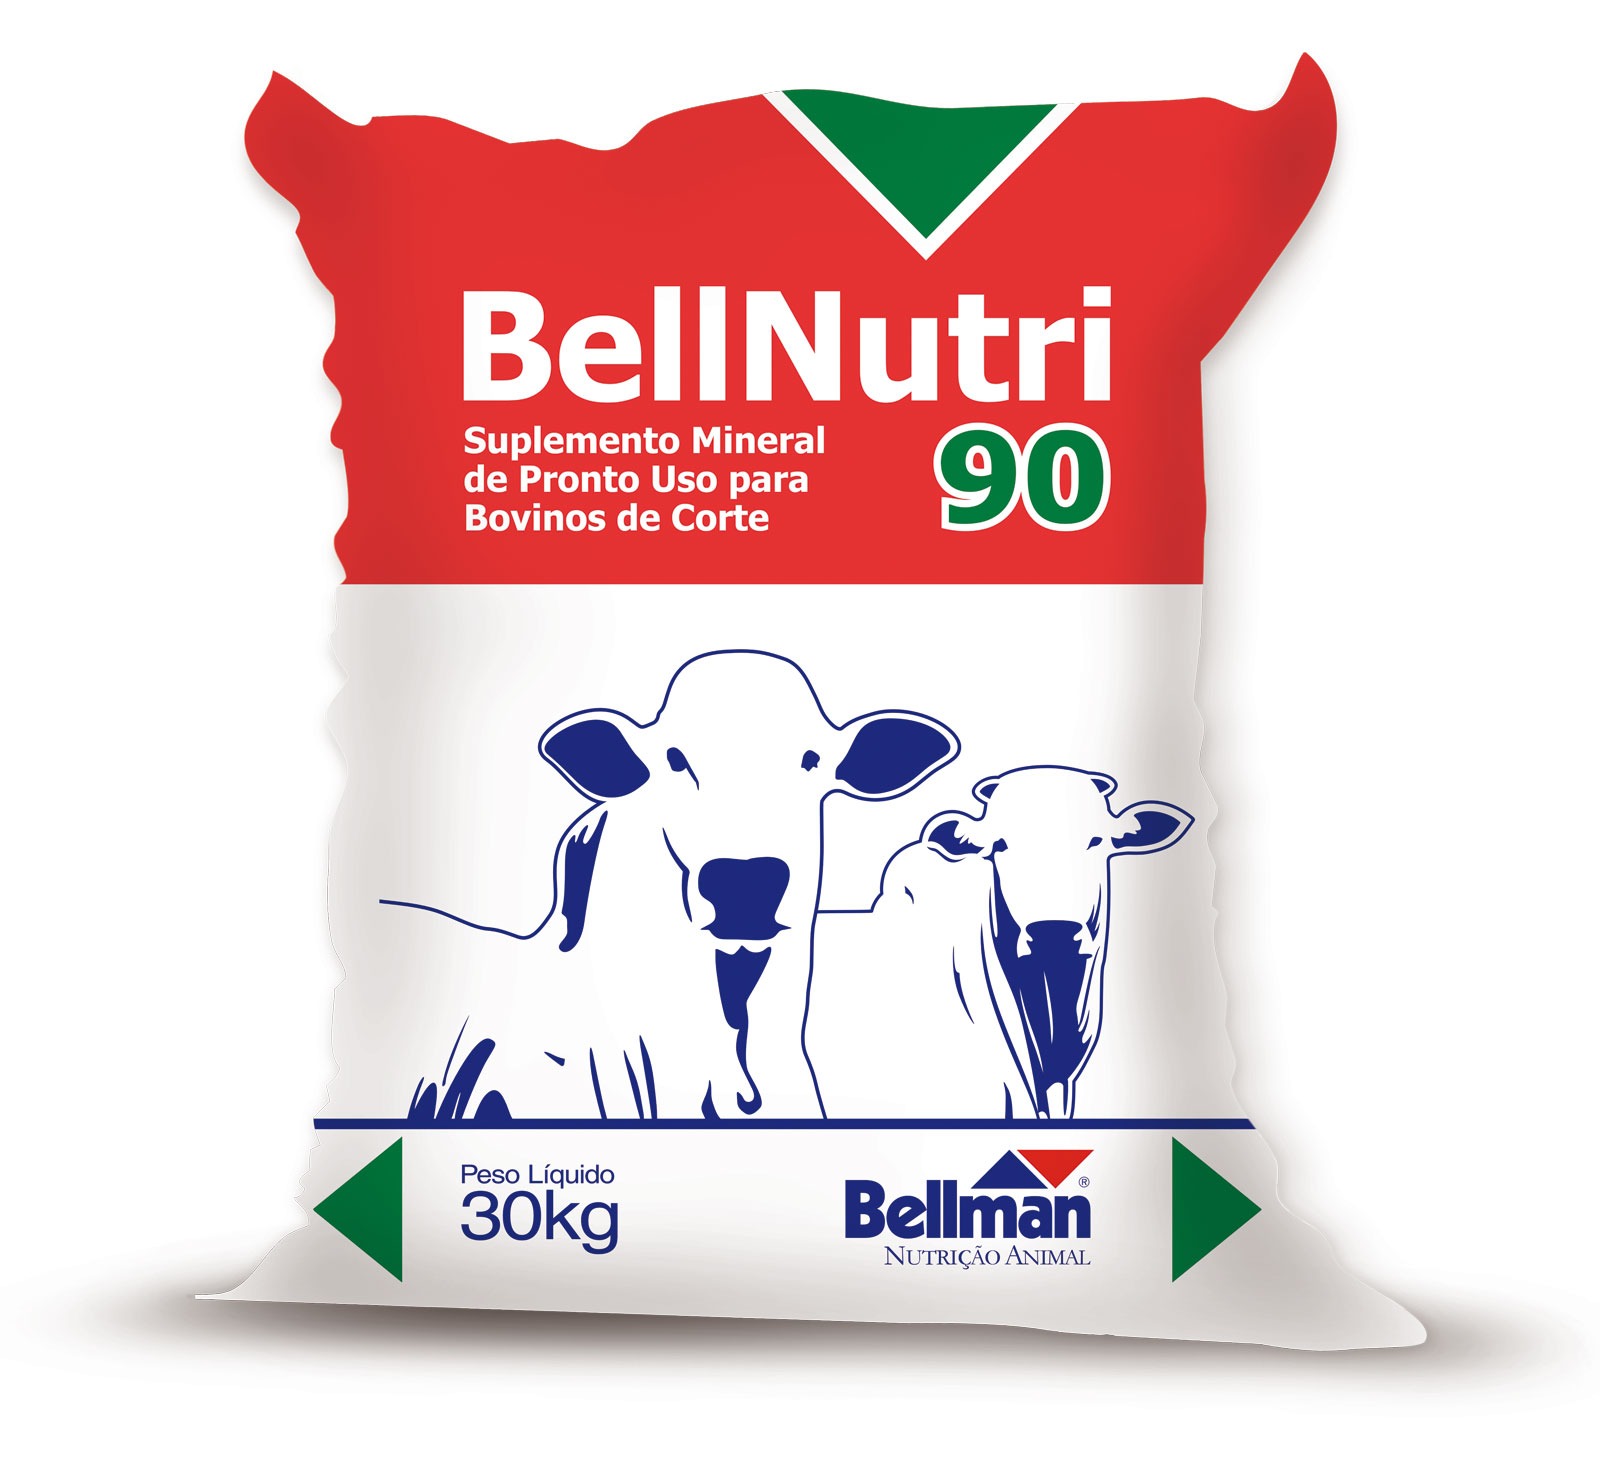 BellNutri
Suplemento Mineral
de Pronto Uso para
Bovinos de Corte
90
Peso Líquido
30kg
Bellman®
NUTRIÇÃO ANIMAL